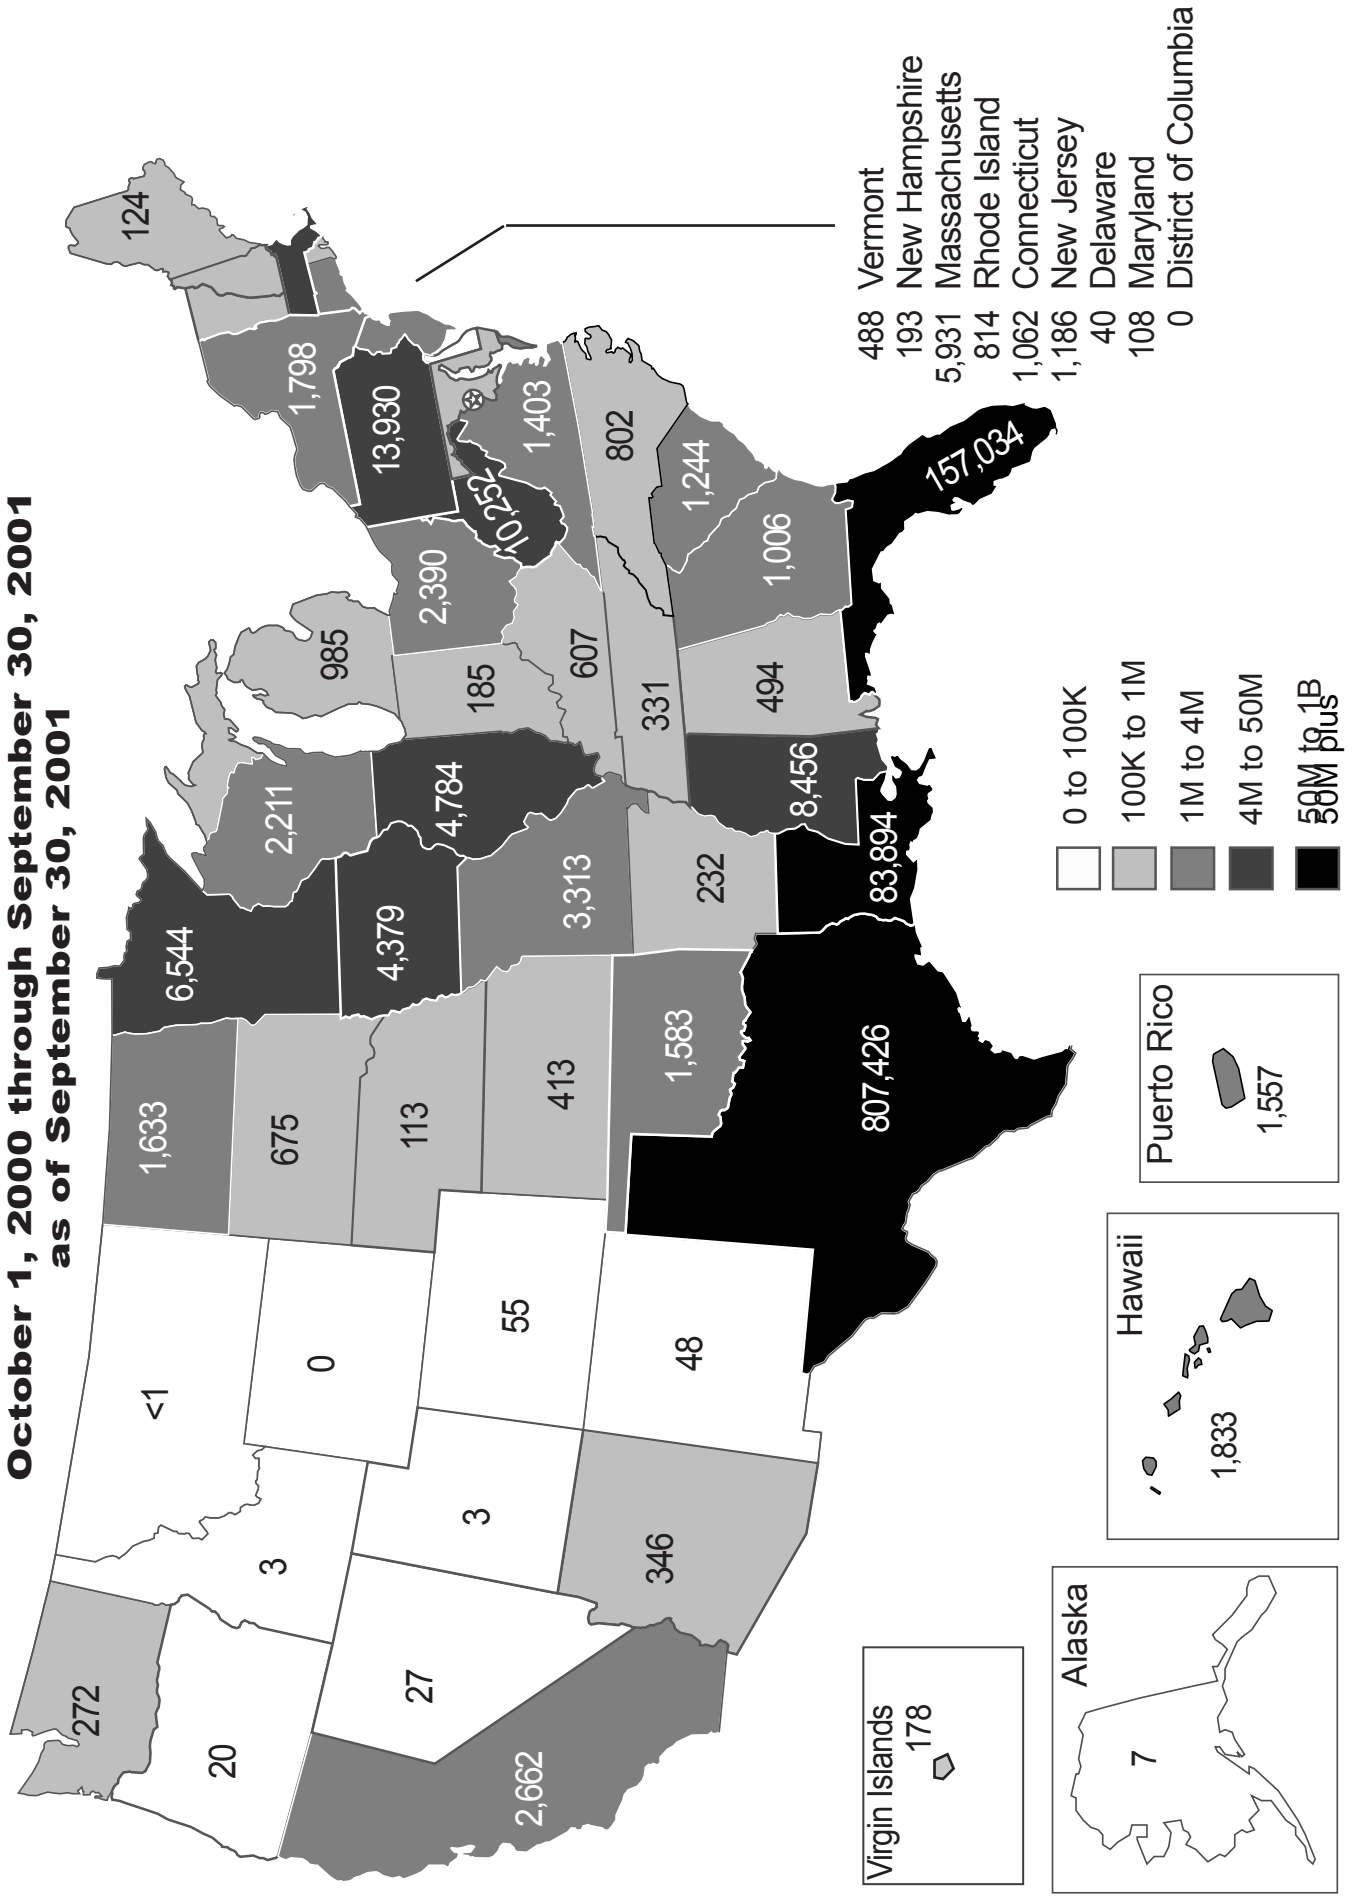 October 1, 2000 through September 30, 2001
as of September 30, 2001
272
20
2,662
27
3
<1
0
3
346
55
48
1,633
675
113
413
1,583
807,426
6,544
4,379
3,313
232
83,894
2,211
4,784
8,456
985
185
607
331
494
2,390
10,252
1,006
1,244
802
1,403
157,034
13,930
1,798
124
488 Vermont
193 New Hampshire
5,931 Massachusetts
814 Rhode Island
1,062 Connecticut
1,186 New Jersey
40 Delaware
108 Maryland
0 District of Columbia
Virgin Islands
178
Alaska
7
Hawaii
1,833
Puerto Rico
1,557
0 to 100K
100K to 1M
1M to 4M
4M to 50M
50M to 1B
50M plus